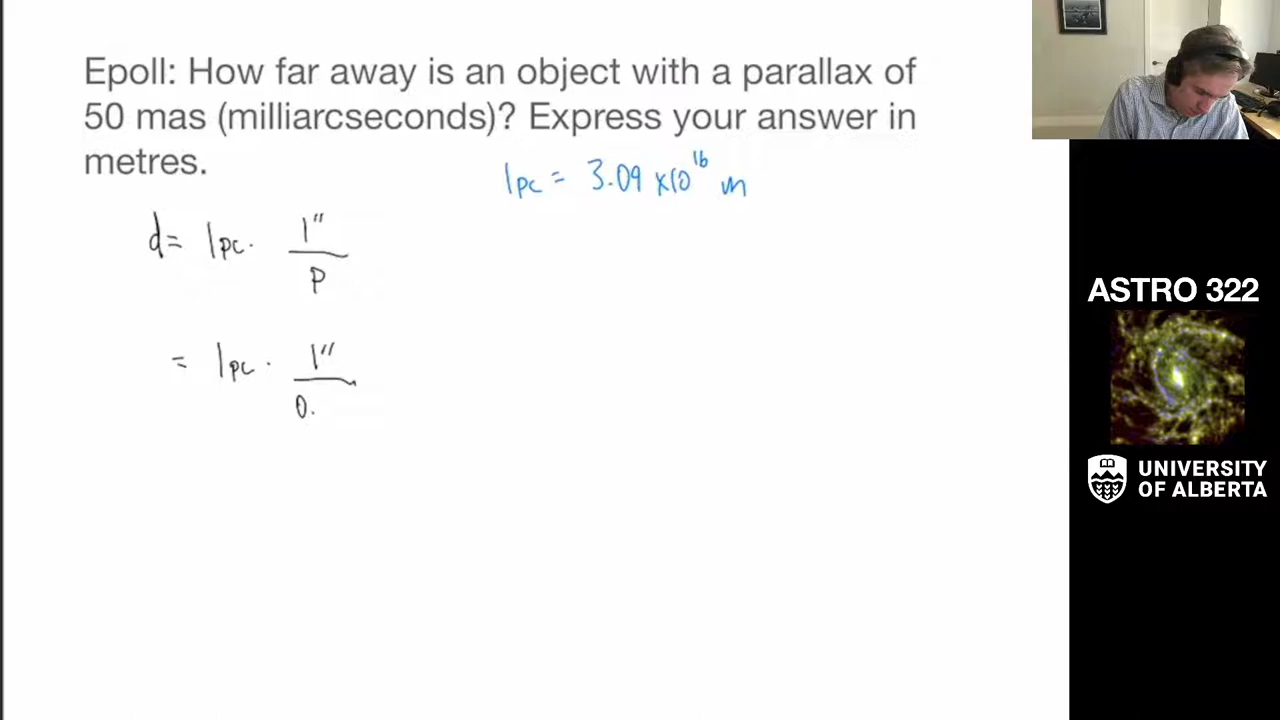 Epoll: How far away is an object with a parallax of
50 mas (milliarcseconds)? Express your answer in
metres.
1pc = 3.09 x10^16 m
d= 1pc · 1"
P
= 1pc · 1"
0.
ASTRO 322
UNIVERSITY
OF ALBERTA